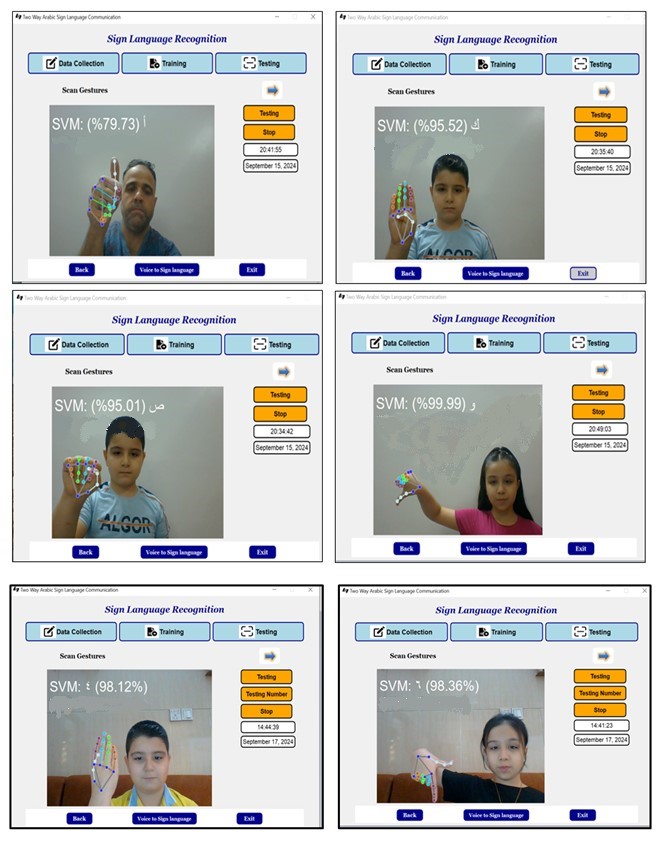 Two Way Arabic Sign Language Communication
Sign Language Recognition
Data Collection
Training
Testing
Scan Gestures
SVM: (%79.73) أ
Testing
Stop
20:41:55
September 15, 2024
Back
Voice to Sign language
Exit
Two Way Arabic Sign Language Communication
Sign Language Recognition
Data Collection
Training
Testing
Scan Gestures
SVM: (%95.52) ك
ALGOR
Testing
Stop
20:35:40
September 15, 2024
Back
Voice to Sign language
Exit
Two Way Arabic Sign Language Communication
Sign Language Recognition
Data Collection
Training
Testing
Scan Gestures
SVM: (%95.01) ص
ALGOR
Testing
Stop
20:34:42
September 15, 2024
Back
Voice to Sign language
Exit
Two Way Arabic Sign Language Communication
Sign Language Recognition
Data Collection
Training
Testing
Scan Gestures
SVM: (%99.99) و
Testing
Stop
20:49:03
September 15, 2024
Back
Voice to Sign language
Exit
Two Way Arabic Sign Language Communication
Sign Language Recognition
Data Collection
Training
Testing
Scan Gestures
SVM: ٤ (98.12%)
Testing
Testing Number
Stop
14:44:39
September 17, 2024
Back
Voice to Sign language
Exit
Two Way Arabic Sign Language Communication
Sign Language Recognition
Data Collection
Training
Testing
Scan Gestures
SVM: ٦ (98.36%)
Testing
Testing Number
Stop
14:41:23
September 17, 2024
Back
Voice to Sign language
Exit